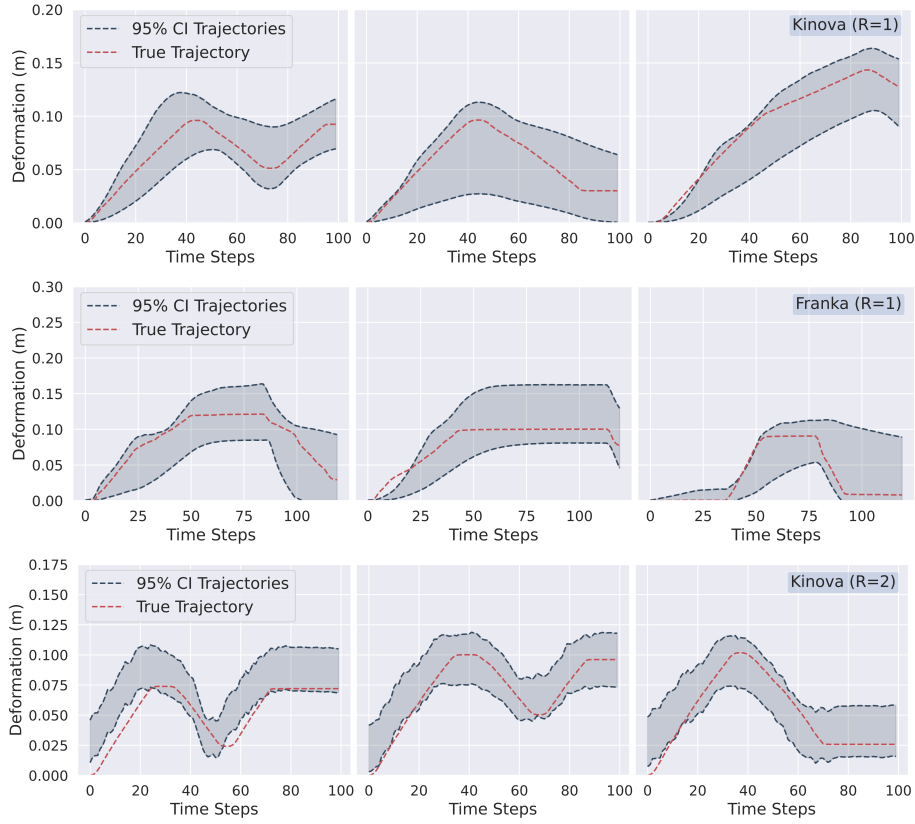 0.20
0.15
0.10
0.05
0.00
Deformation (m)
95% CI Trajectories
True Trajectory
Kinova (R=1)
0 20 40 60 80 100
0 20 40 60 80 100
0 20 40 60 80 100
Time Steps
Time Steps
Time Steps
0.30
0.25
0.20
0.15
0.10
0.05
0.00
Deformation (m)
95% CI Trajectories
True Trajectory
Franka (R=1)
0 25 50 75 100
0 25 50 75 100
0 25 50 75 100
Time Steps
Time Steps
Time Steps
0.175
0.150
0.125
0.100
0.075
0.050
0.025
0.000
Deformation (m)
95% CI Trajectories
True Trajectory
Kinova (R=2)
0 20 40 60 80 100
0 20 40 60 80 100
0 20 40 60 80 100
Time Steps
Time Steps
Time Steps